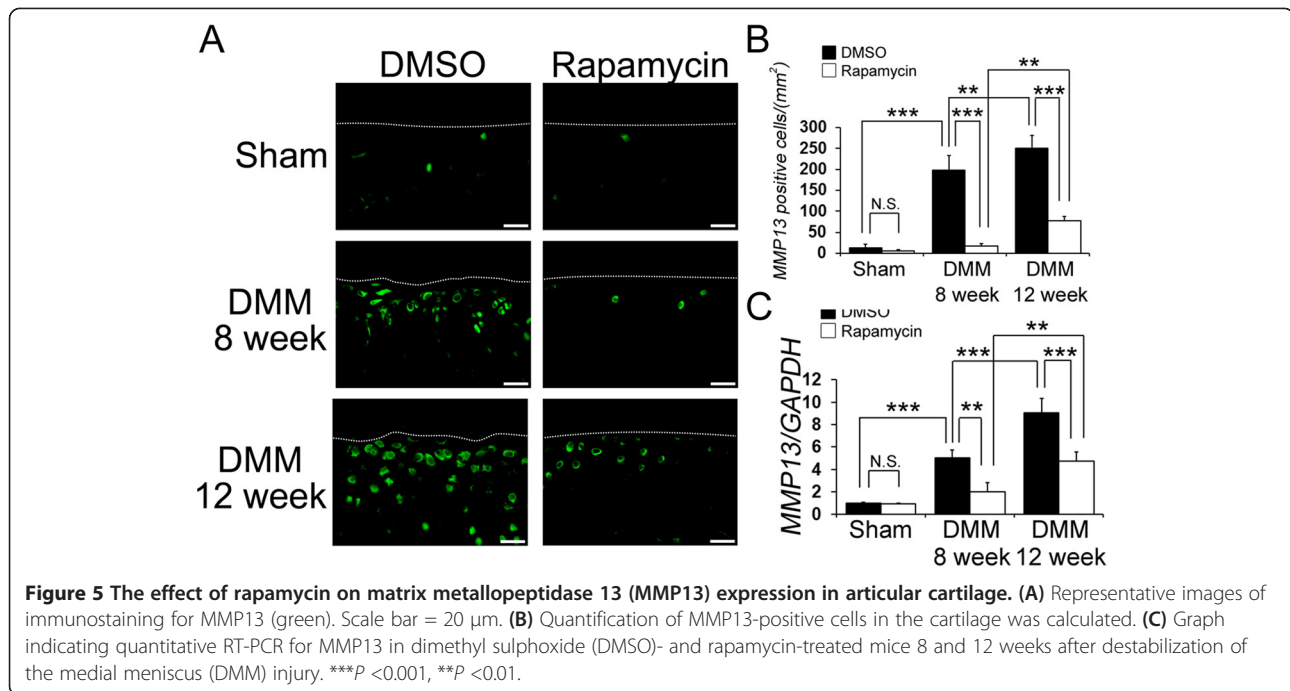 A
DMSO Rapamycin
Sham
DMM
8 week
DMM
12 week
B
DMSO
Rapamycin
**
**
*** *** ***
MMP13 positive cells/(mm²)
300
250
200
150
100
50
0
N.S.
Sham DMM DMM
8 week 12 week
C
DMSO
Rapamycin
**
***
*** ** ***
MMP13/GAPDH
12
10
8
6
4
2
0
N.S.
Sham DMM DMM
8 week 12 week
Figure 5 The effect of rapamycin on matrix metallopeptidase 13 (MMP13) expression in articular cartilage. (A) Representative images of
immunostaining for MMP13 (green). Scale bar = 20 μm. (B) Quantification of MMP13-positive cells in the cartilage was calculated. (C) Graph
indicating quantitative RT-PCR for MMP13 in dimethyl sulphoxide (DMSO)- and rapamycin-treated mice 8 and 12 weeks after destabilization of
the medial meniscus (DMM) injury. ***P <0.001, **P <0.01.